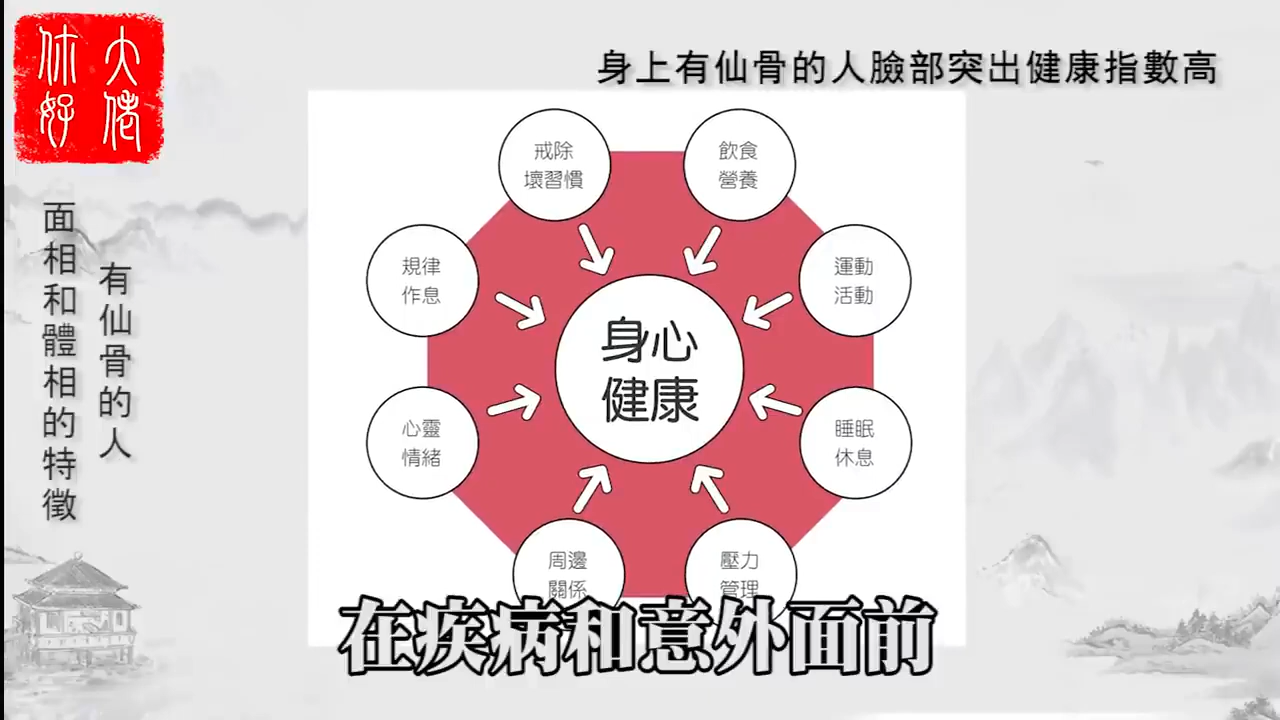 大佬
休好
身上有仙骨的人臉部突出健康指數高
有仙骨的人
面相和體相的特徵
戒除
壞習慣
飲食
營養
規律
作息
運動
活動
身心
健康
心靈
情緒
睡眠
休息
周邊
關係
壓力
管理
在疾病和意外面前